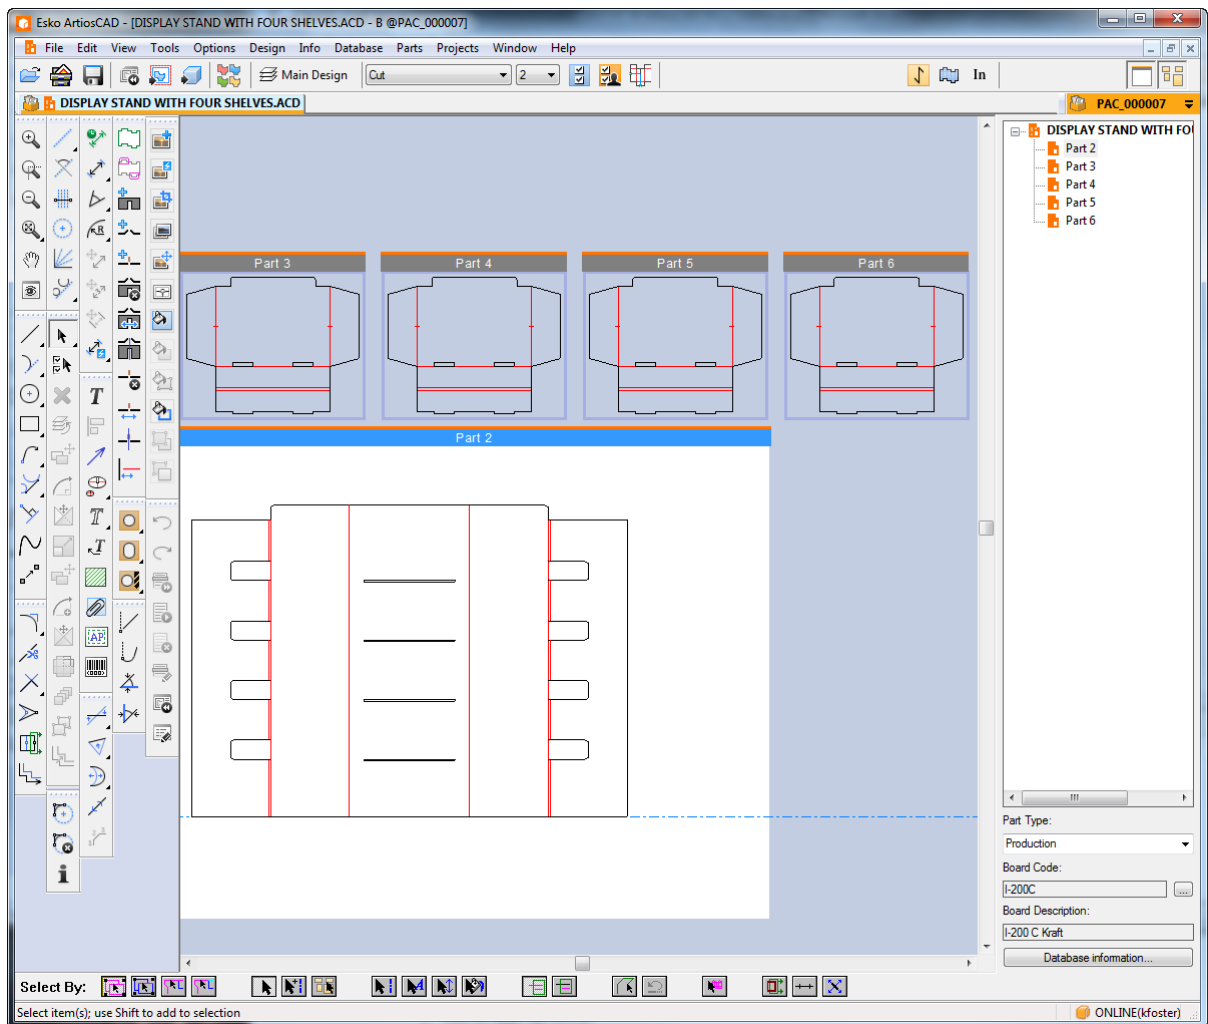 Esko ArtiosCAD - [DISPLAY STAND WITH FOUR SHELVES.ACD - B @PAC_000007]
File Edit View Tools Options Design Info Database Parts Projects Window Help
Main Design Cut 2 In
DISPLAY STAND WITH FOUR SHELVES.ACD PAC_000007
DISPLAY STAND WITH FOU
Part 2
Part 3
Part 4
Part 5
Part 6
Part 3 Part 4 Part 5 Part 6
Part 2
Part Type:
Production
Board Code:
I-200C
...
Board Description:
I-200 C Kraft
Database information...
Select By:
Select item(s); use Shift to add to selection ONLINE(kfoster)